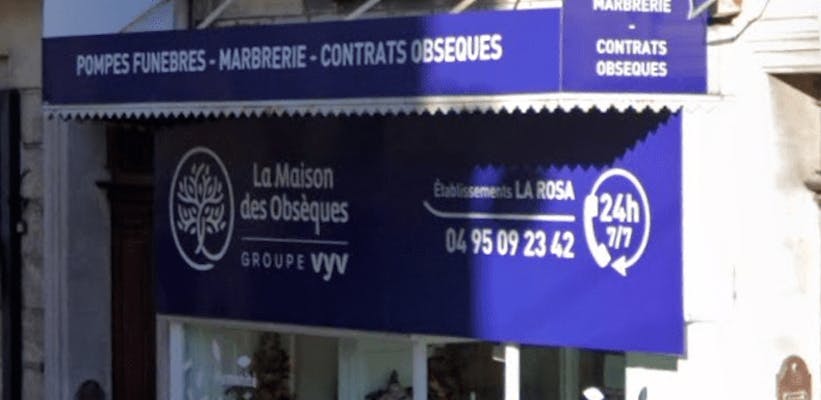 POMPES FUNEBRES - MARBRERIE - CONTRATS OBSEQUES
MARBRERIE
-
CONTRATS
OBSEQUES
La Maison
des Obsèques
GROUPE vyv
Établissements LA ROSA
04 95 09 23 42
24h
7/7